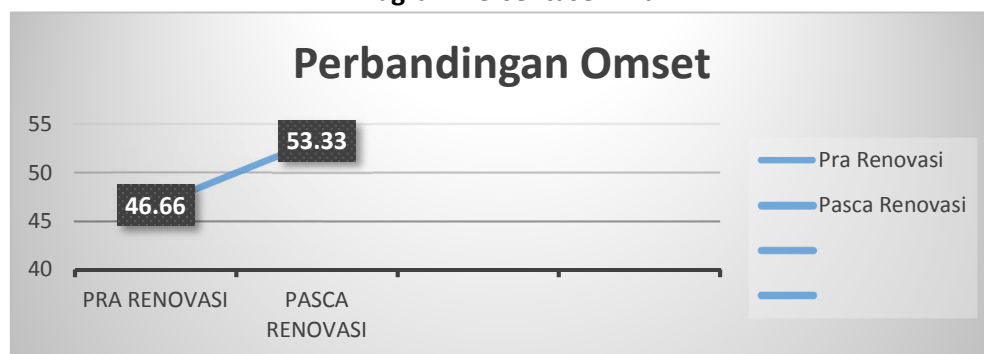 Perbandingan Omset
55
50
45
40
53.33
46.66
PRA RENOVASI
PASCA
RENOVASI
Pra Renovasi
Pasca Renovasi